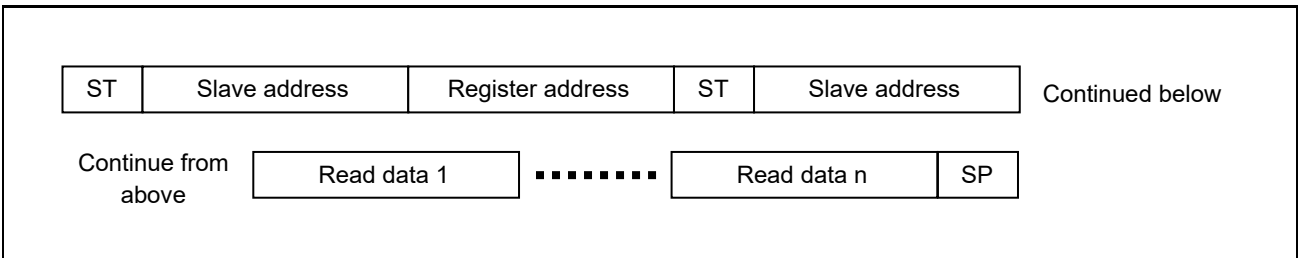 ST Slave address Register address ST Slave address Continued below
Continue from
above
Read data 1 Read data n SP